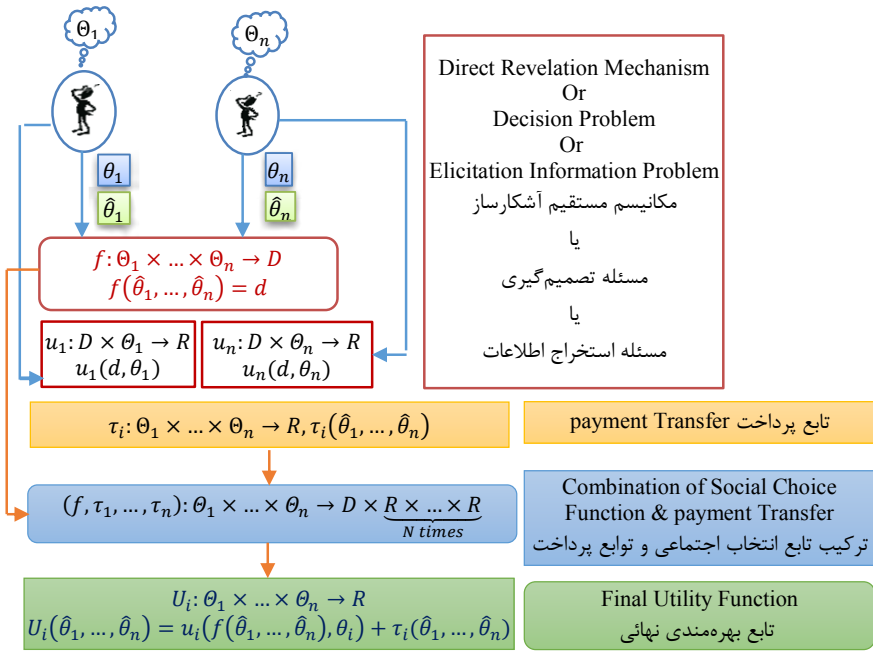 Θ₁
Θₙ
θ₁
θ̂₁
θₙ
θ̂ₙ
f: Θ₁ × … × Θₙ → D
f(θ̂₁, … , θ̂ₙ) = d
u₁: D × Θ₁ → R
u₁(d, θ₁)
uₙ: D × Θₙ → R
uₙ(d, θₙ)
Direct Revelation Mechanism
Or
Decision Problem
Or
Elicitation Information Problem
مکانیسم مستقیم آشکارساز
یا
مسئله تصمیم‌گیری
یا
مسئله استخراج اطلاعات
τᵢ: Θ₁ × … × Θₙ → R, τᵢ(θ̂₁, … , θ̂ₙ)
تابع پرداخت payment Transfer
(f, τ₁, … , τₙ): Θ₁ × … × Θₙ → D × R × … × R
N times
Combination of Social Choice
Function & payment Transfer
ترکیب تابع انتخاب اجتماعی و توابع پرداخت
Uᵢ: Θ₁ × … × Θₙ → R
Uᵢ(θ̂₁, … , θ̂ₙ) = uᵢ(f(θ̂₁, … , θ̂ₙ), θᵢ) + τᵢ(θ̂₁, … , θ̂ₙ)
Final Utility Function
تابع بهره‌مندی نهائی